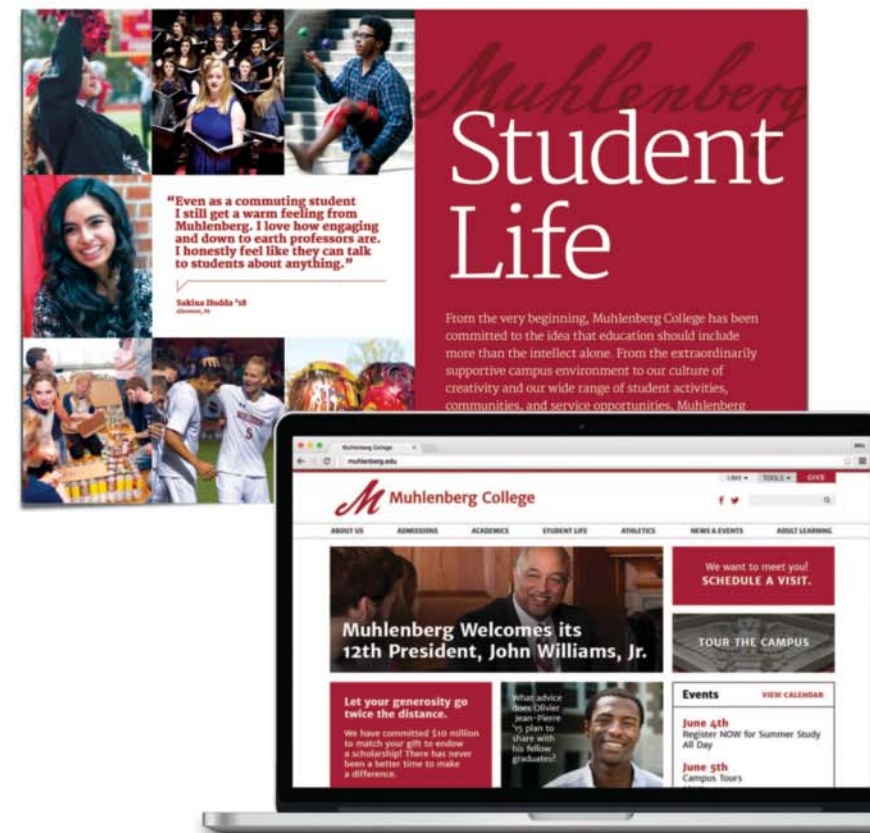 Muhlenberg
Student
Life
“Even as a commuting student
I still get a warm feeling from
Muhlenberg. I love how engaging
and down to earth professors are.
I honestly feel like they can talk
to students about anything.”
Sakina Hudda ’18
From the very beginning, Muhlenberg College has been
committed to the idea that education should include
more than the intellect alone. From the extraordinarily
supportive campus environment to our culture of
creativity and our wide range of student activities,
communities, and service opportunities, Muhlenberg
5
Muhlenberg College
muhlenberg.edu
I AM TOOLS GIVE
M Muhlenberg College
ABOUT US ADMISSIONS ACADEMICS STUDENT LIFE ATHLETICS NEWS & EVENTS ADULT LEARNING
Muhlenberg Welcomes its
12th President, John Williams, Jr.
We want to meet you!
SCHEDULE A VISIT.
TOUR THE CAMPUS
Let your generosity go
twice the distance.
We have committed $10 million
to match your gift to endow
a scholarship! There has never
been a better time to make
a difference.
What advice
does Olivier
Jean-Pierre
’15 plan to
share with
his fellow
graduates?
Events VIEW CALENDAR
June 4th
Register NOW for Summer Study
All Day
June 5th
Campus Tours